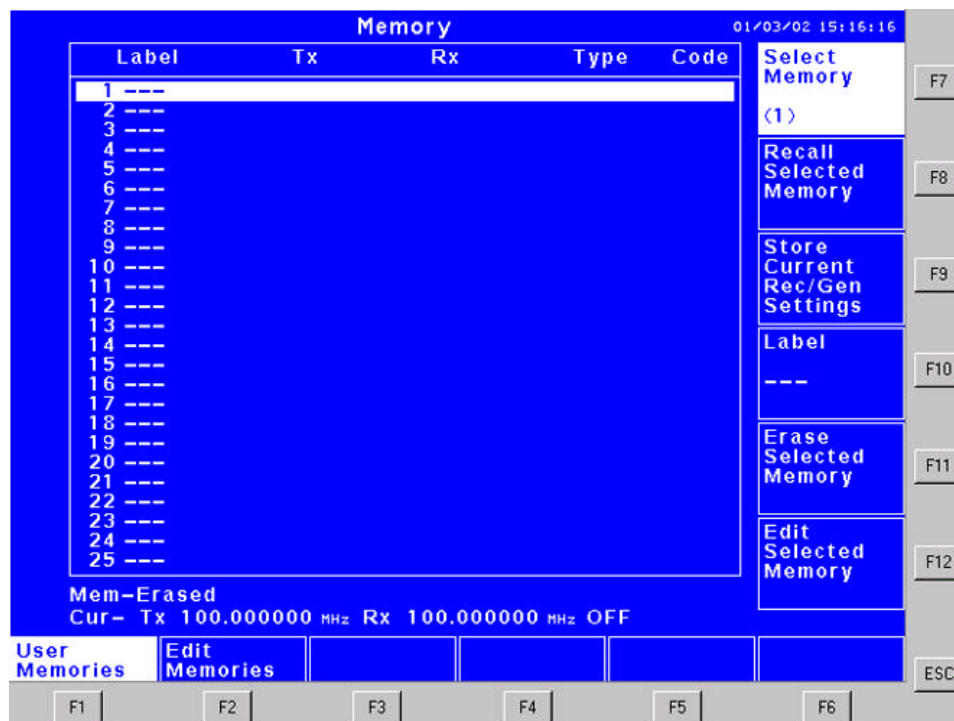 Memory 01/03/02 15:16:16
Label Tx Rx Type Code
1 ---
2 ---
3 ---
4 ---
5 ---
6 ---
7 ---
8 ---
9 ---
10 ---
11 ---
12 ---
13 ---
14 ---
15 ---
16 ---
17 ---
18 ---
19 ---
20 ---
21 ---
22 ---
23 ---
24 ---
25 ---
Mem-Erased
Cur- Tx 100.000000 MHz Rx 100.000000 MHz OFF
Select
Memory
(1)
F7
Recall
Selected
Memory
F8
Store
Current
Rec/Gen
Settings
F9
Label
---
F10
Erase
Selected
Memory
F11
Edit
Selected
Memory
F12
User
Memories
Edit
Memories
ESC
F1 F2 F3 F4 F5 F6